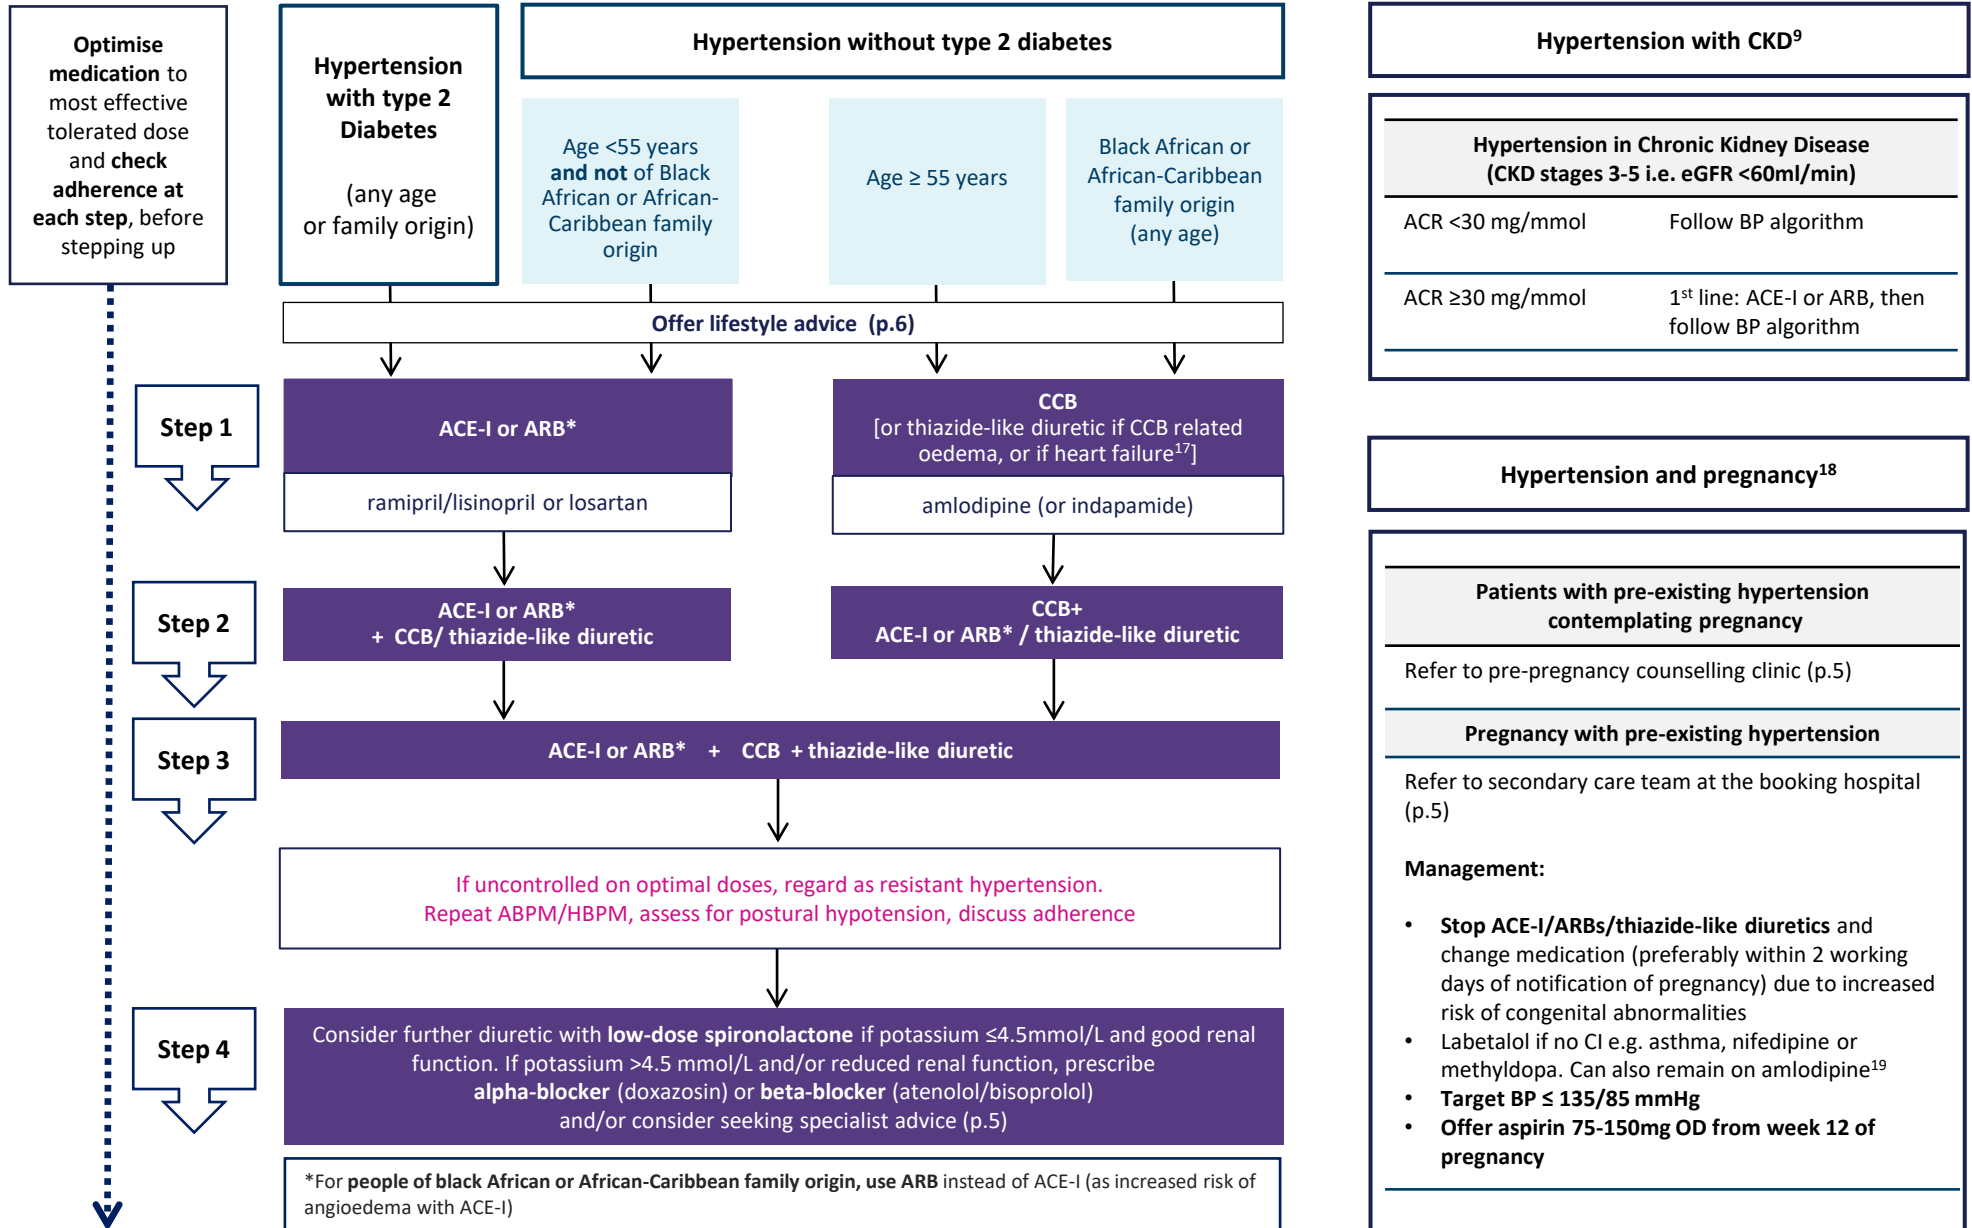 Optimise
medication to
most effective
tolerated dose
and check
adherence at
each step, before
stepping up
Hypertension
with type 2
Diabetes
(any age
or family origin)
Hypertension without type 2 diabetes
Age <55 years
and not of Black
African or African-
Caribbean family
origin
Age ≥ 55 years
Black African or
African-Caribbean
family origin
(any age)
Offer lifestyle advice (p.6)
Step 1
ACE-I or ARB*
ramipril/lisinopril or losartan
CCB
[or thiazide-like diuretic if CCB related
oedema, or if heart failure17]
amlodipine (or indapamide)
Step 2
ACE-I or ARB*
+ CCB/ thiazide-like diuretic
CCB+
ACE-I or ARB* / thiazide-like diuretic
Step 3
ACE-I or ARB* + CCB + thiazide-like diuretic
If uncontrolled on optimal doses, regard as resistant hypertension.
Repeat ABPM/HBPM, assess for postural hypotension, discuss adherence
Step 4
Consider further diuretic with low-dose spironolactone if potassium ≤4.5mmol/L and good renal
function. If potassium >4.5 mmol/L and/or reduced renal function, prescribe
alpha-blocker (doxazosin) or beta-blocker (atenolol/bisoprolol)
and/or consider seeking specialist advice (p.5)
*For people of black African or African-Caribbean family origin, use ARB instead of ACE-I (as increased risk of
angioedema with ACE-I)
Hypertension with CKD9
Hypertension in Chronic Kidney Disease
(CKD stages 3-5 i.e. eGFR <60ml/min)
ACR <30 mg/mmol Follow BP algorithm
ACR ≥30 mg/mmol 1st line: ACE-I or ARB, then
follow BP algorithm
Hypertension and pregnancy18
Patients with pre-existing hypertension
contemplating pregnancy
Refer to pre-pregnancy counselling clinic (p.5)
Pregnancy with pre-existing hypertension
Refer to secondary care team at the booking hospital
(p.5)
Management:
• Stop ACE-I/ARBs/thiazide-like diuretics and
change medication (preferably within 2 working
days of notification of pregnancy) due to increased
risk of congenital abnormalities
• Labetalol if no CI e.g. asthma, nifedipine or
methyldopa. Can also remain on amlodipine19
• Target BP ≤ 135/85 mmHg
• Offer aspirin 75-150mg OD from week 12 of
pregnancy